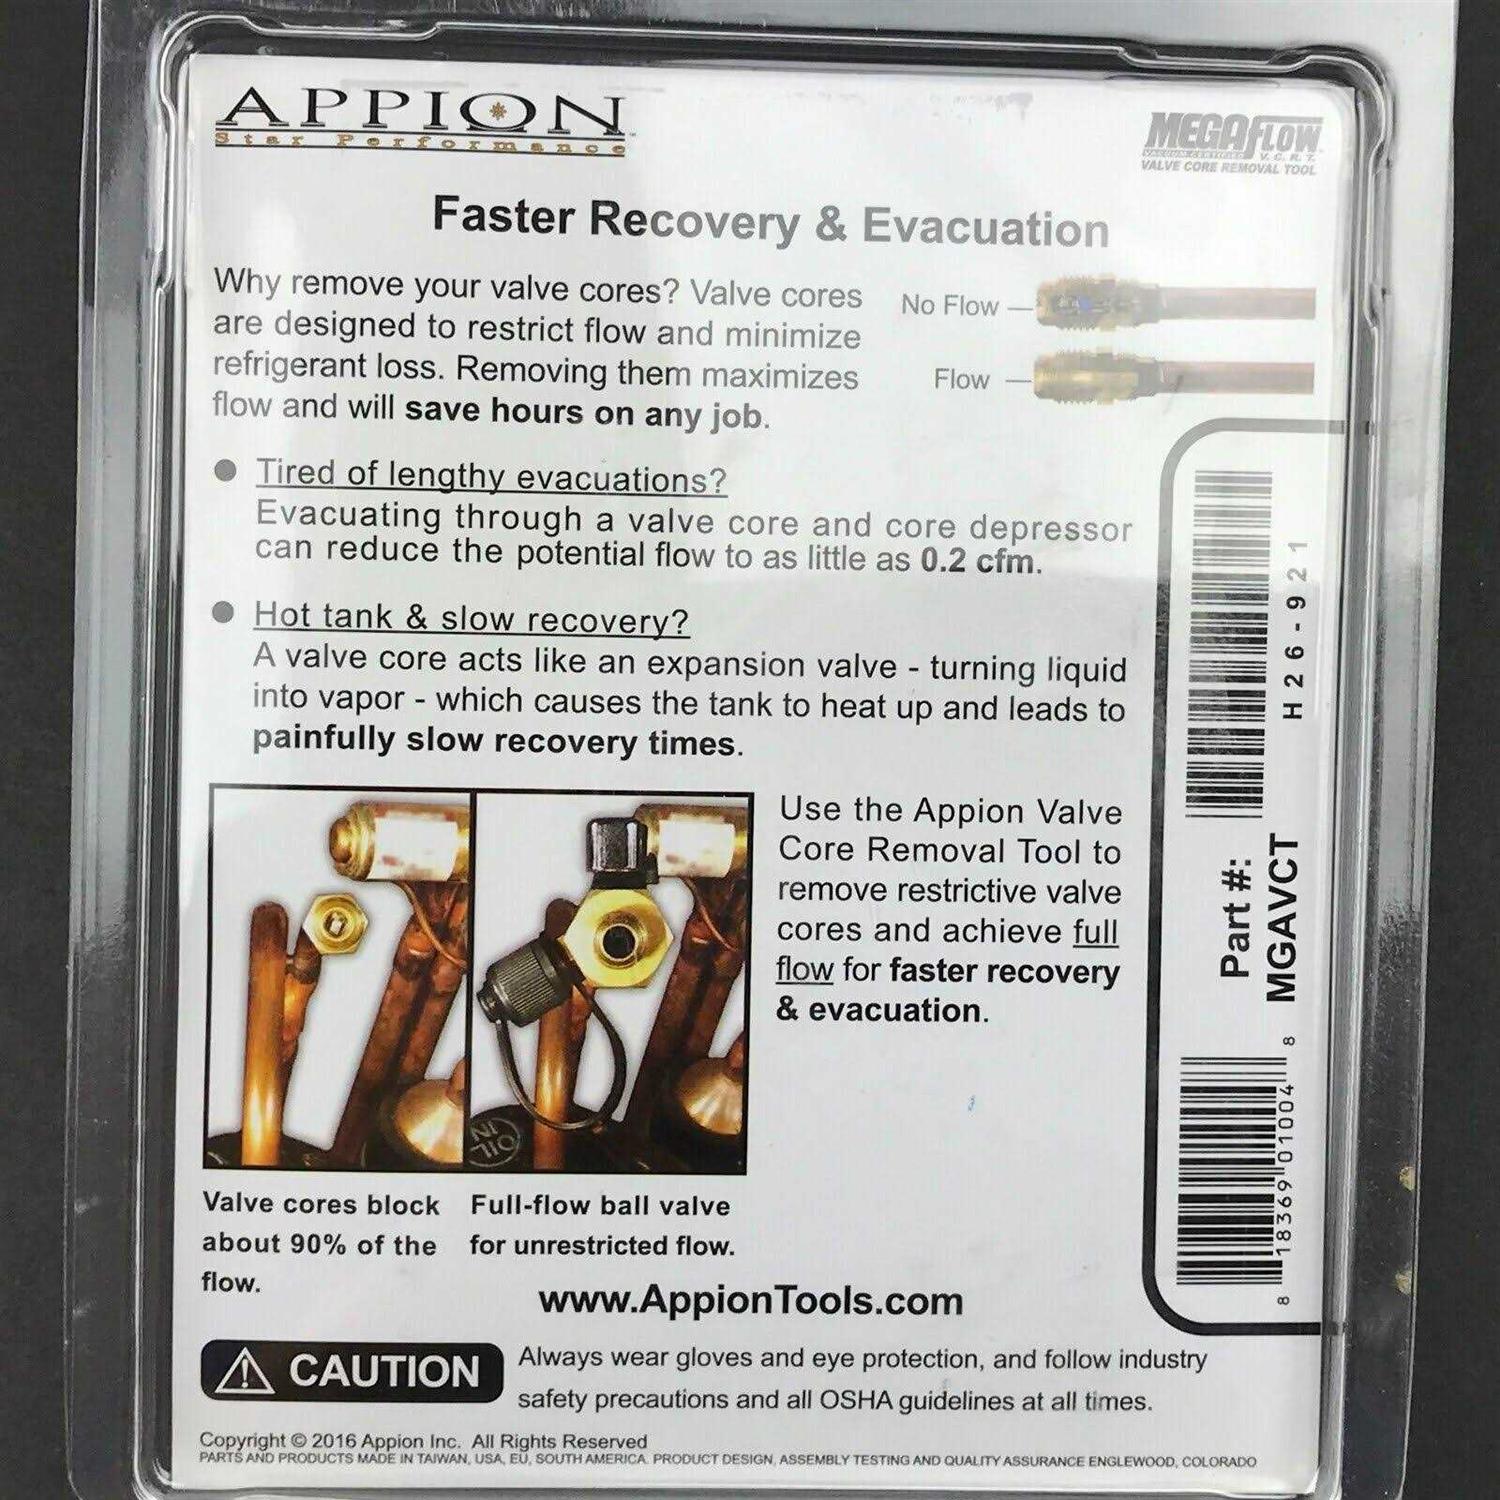 APPION
Star Performance
MEGAFLOW
VACUUM CERTIFIED V. C. R. T.
VALVE CORE REMOVAL TOOL
Faster Recovery & Evacuation
Why remove your valve cores? Valve cores
are designed to restrict flow and minimize
refrigerant loss. Removing them maximizes
flow and will save hours on any job.
No Flow
Flow
● Tired of lengthy evacuations?
Evacuating through a valve core and core depressor
can reduce the potential flow to as little as 0.2 cfm.
● Hot tank & slow recovery?
A valve core acts like an expansion valve - turning liquid
into vapor - which causes the tank to heat up and leads to
painfully slow recovery times.
Use the Appion Valve
Core Removal Tool to
remove restrictive valve
cores and achieve full
flow for faster recovery
& evacuation.
OIL
IN
Valve cores block
about 90% of the
flow.
Full-flow ball valve
for unrestricted flow.
H26-921
Part #:
MGAVCT
8 18369 01004 8
www.AppionTools.com
CAUTION
Always wear gloves and eye protection, and follow industry
safety precautions and all OSHA guidelines at all times.
Copyright © 2016 Appion Inc. All Rights Reserved
PARTS AND PRODUCTS MADE IN TAIWAN, USA, EU, SOUTH AMERICA. PRODUCT DESIGN, ASSEMBLY TESTING AND QUALITY ASSURANCE ENGLEWOOD, COLORADO